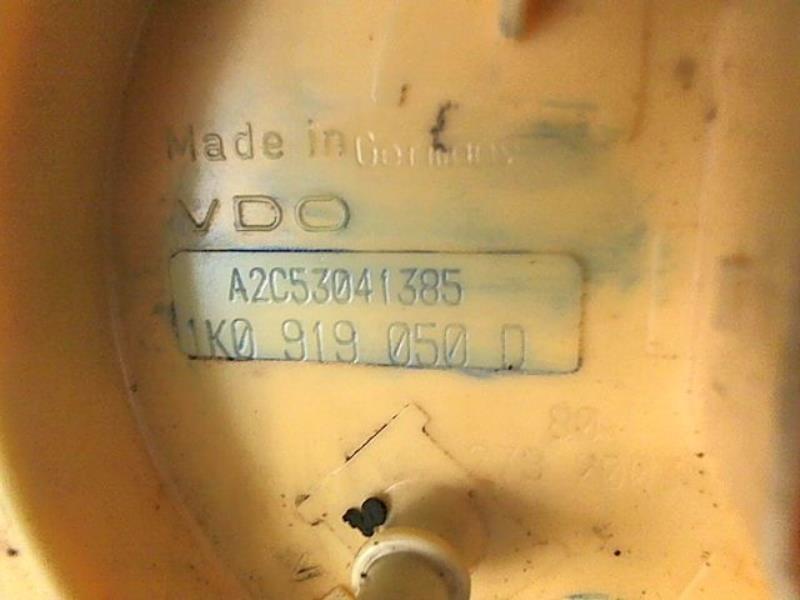 Made in Germany
VDO
A2C53041385
1K0 919 050 D